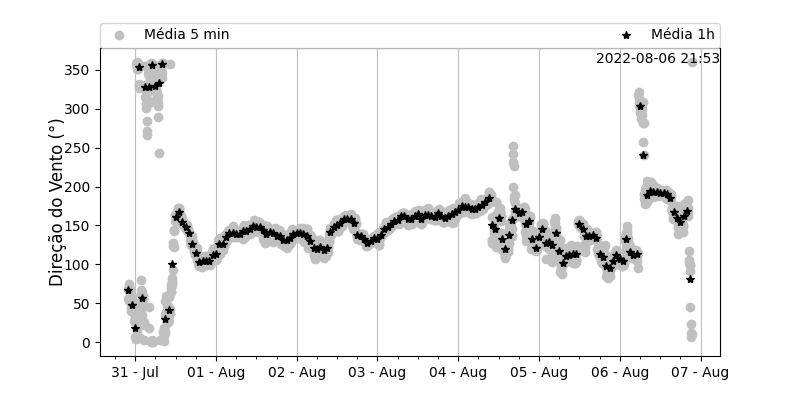 Média 5 min
Média 1h
2022-08-06 21:53
Direção do Vento (°)
350
300
250
200
150
100
50
0
31 - Jul
01 - Aug
02 - Aug
03 - Aug
04 - Aug
05 - Aug
06 - Aug
07 - Aug